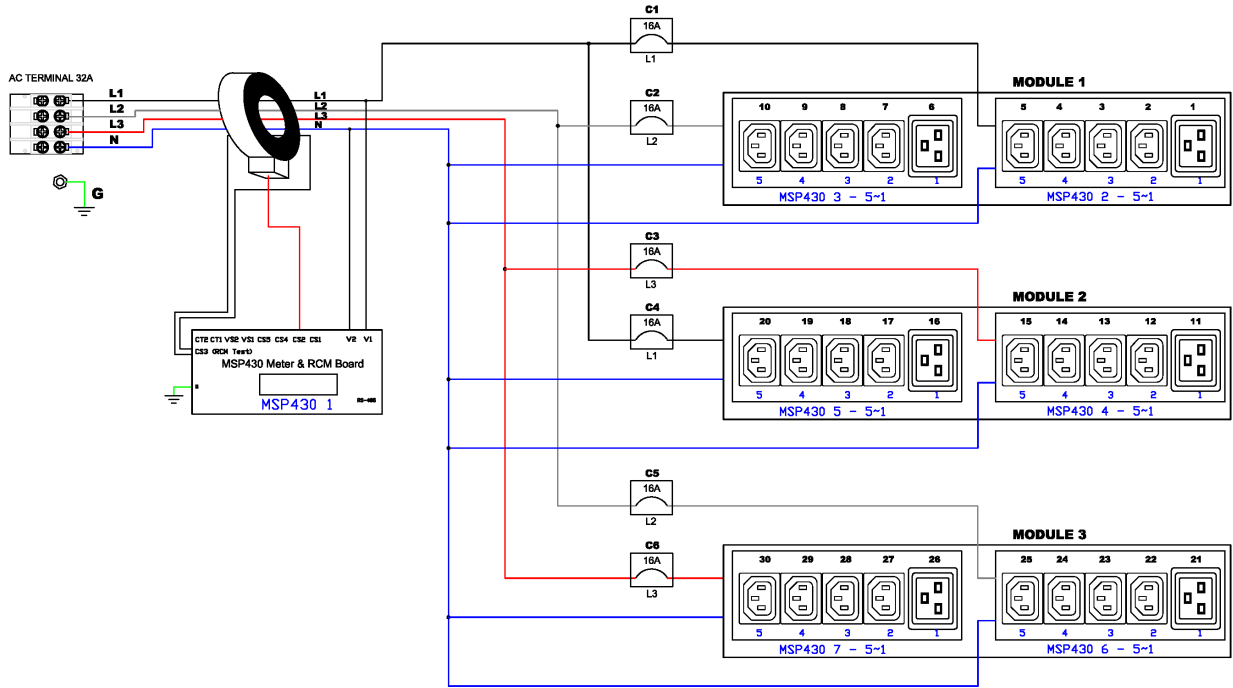 AC TERMINAL 32A
L1
L2
L3
N
G
L1
L2
L3
N
CT2 CT1 VS2 VS1 CS5 CS4 CS2 CS1 V2 V1
CS3 (RCM Test)
MSP430 Meter & RCM Board
MSP430 1
RS-485
C1
16A
L1
C2
16A
L2
MODULE 1
10 9 8 7 6 5 4 3 2 1
5 4 3 2 1 5 4 3 2 1
MSP430 3 - 5~1 MSP430 2 - 5~1
C3
16A
L3
C4
16A
L1
MODULE 2
20 19 18 17 16 15 14 13 12 11
5 4 3 2 1 5 4 3 2 1
MSP430 5 - 5~1 MSP430 4 - 5~1
C5
16A
L2
C6
16A
L3
MODULE 3
30 29 28 27 26 25 24 23 22 21
5 4 3 2 1 5 4 3 2 1
MSP430 7 - 5~1 MSP430 6 - 5~1